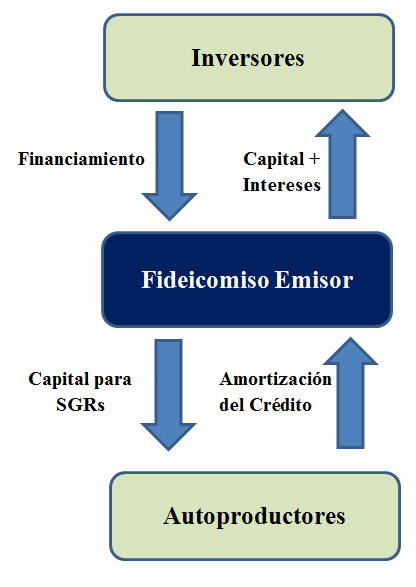 Inversores
Financiamiento
Capital +
Intereses
Fideicomiso Emisor
Capital para
SGRs
Amortización
del Crédito
Autoproductores